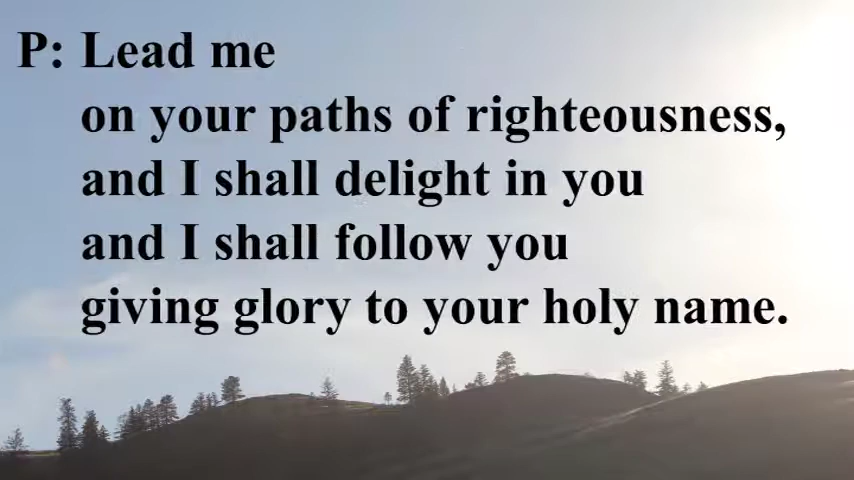 P: Lead me
on your paths of righteousness,
and I shall delight in you
and I shall follow you
giving glory to your holy name.